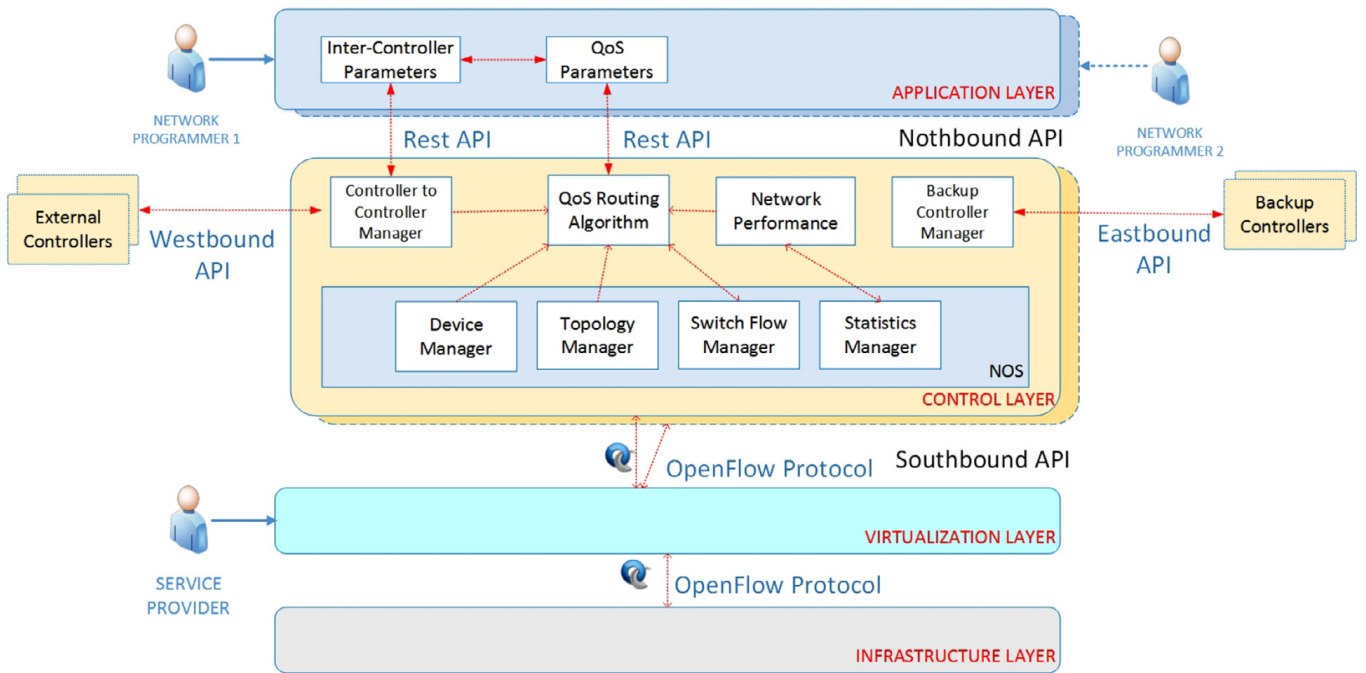 Inter-Controller
Parameters
QoS
Parameters
APPLICATION LAYER
NETWORK
PROGRAMMER 1
NETWORK
PROGRAMMER 2
Rest API
Rest API
Nothbound API
External
Controllers
Westbound
API
Controller to
Controller
Manager
QoS Routing
Algorithm
Network
Performance
Backup
Controller
Manager
Eastbound
API
Backup
Controllers
Device
Manager
Topology
Manager
Switch Flow
Manager
Statistics
Manager
NOS
CONTROL LAYER
OpenFlow Protocol
Southbound API
SERVICE
PROVIDER
VIRTUALIZATION LAYER
OpenFlow Protocol
INFRASTRUCTURE LAYER